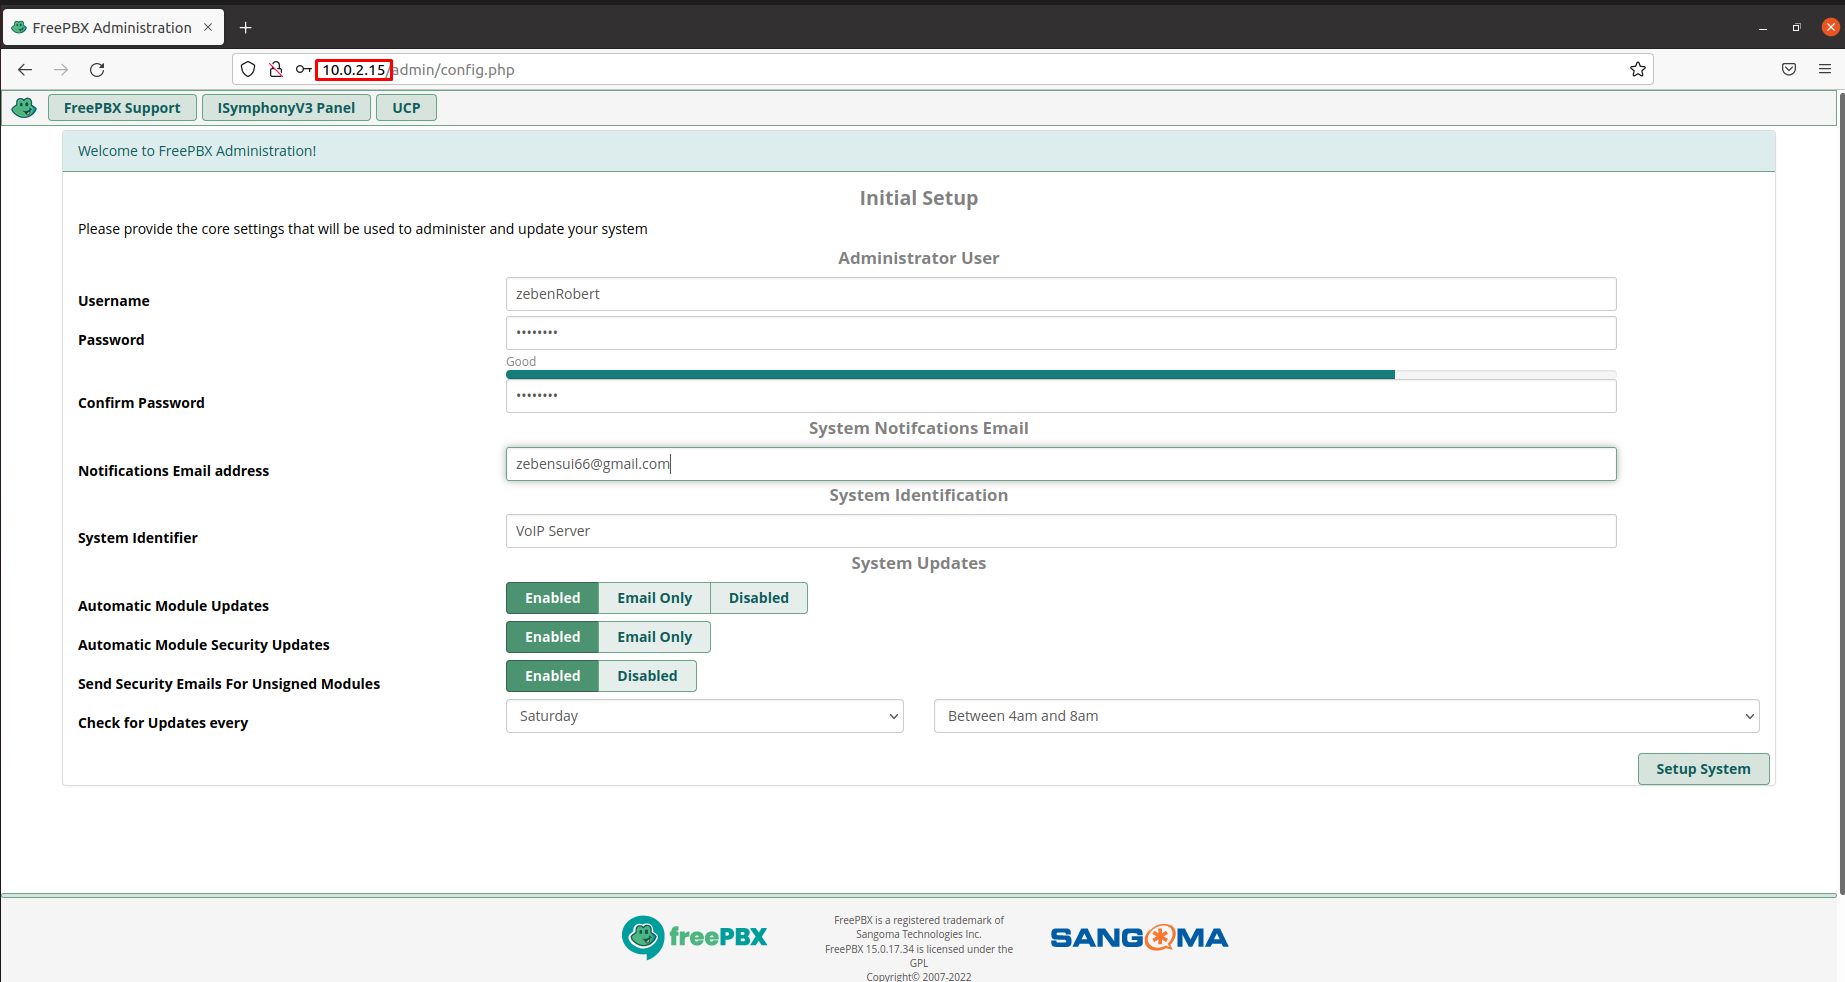 FreePBX Administration
10.0.2.15/admin/config.php
FreePBX Support ISymphonyV3 Panel UCP
Welcome to FreePBX Administration!
Initial Setup
Please provide the core settings that will be used to administer and update your system
Administrator User
Username zebenRobert
Password ••••••••
Good
Confirm Password ••••••••
System Notifcations Email
Notifications Email address zebensui66@gmail.com
System Identification
System Identifier VoIP Server
System Updates
Automatic Module Updates Enabled Email Only Disabled
Automatic Module Security Updates Enabled Email Only
Send Security Emails For Unsigned Modules Enabled Disabled
Check for Updates every Saturday Between 4am and 8am
Setup System
freePBX
FreePBX is a registered trademark of
Sangoma Technologies Inc.
FreePBX 15.0.17.34 is licensed under the
GPL
Copyright© 2007-2022
SANGOMA